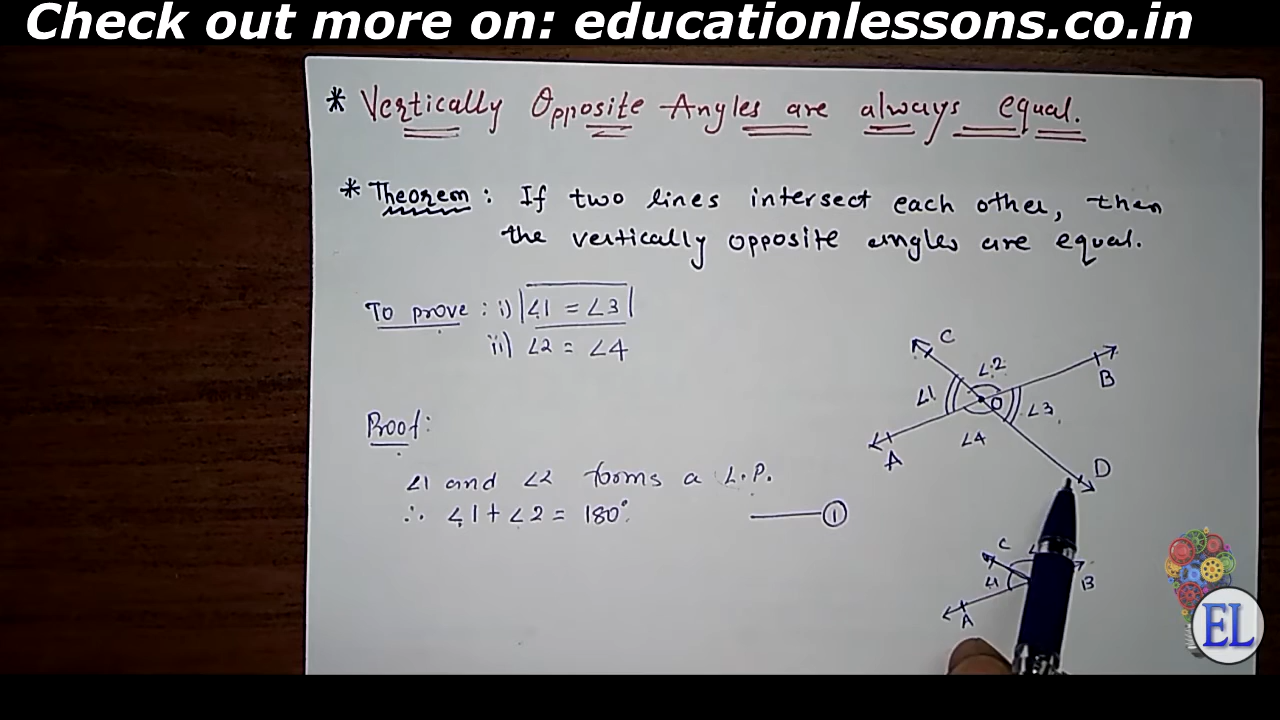 Check out more on: educationlessons.co.in
* Vertically Opposite Angles are always equal.
* Theorem : If two lines intersect each other, then
the vertically opposite angles are equal.
To prove : i) ∠1 = ∠3
ii) ∠2 = ∠4
Proof:
∠1 and ∠2 forms a L.P.
∴ ∠1 + ∠2 = 180° ——— ①
C
∠2
B
∠1
O
∠3
A
∠4
D
C
∠1
B
A
EL